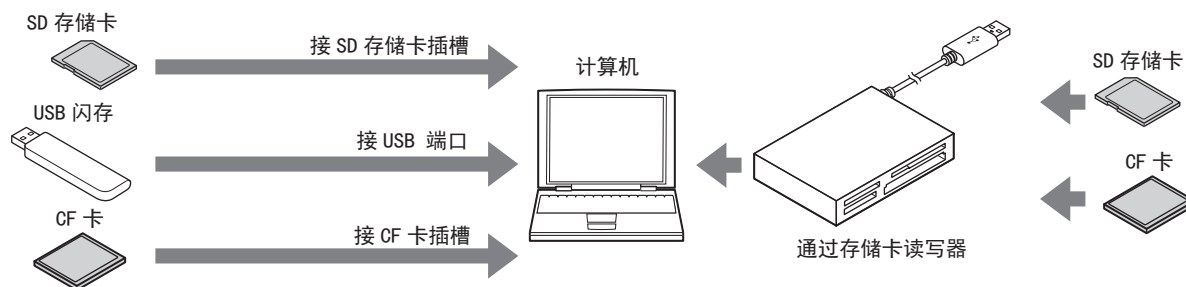 SD 存储卡
接 SD 存储卡插槽
计算机
SD 存储卡
USB 闪存
接 USB 端口
CF 卡
CF 卡
接 CF 卡插槽
通过存储卡读写器